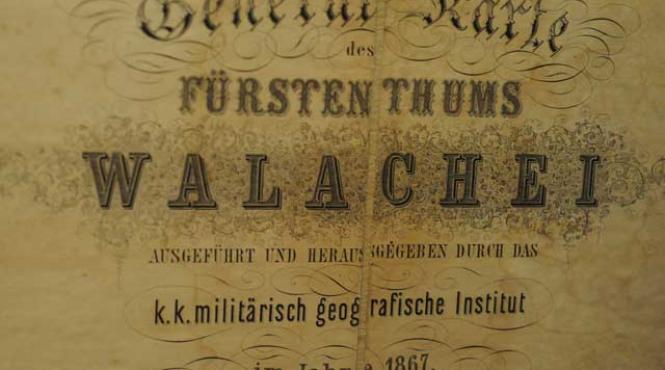 General Karte
des
FÜRSTENTHUMS
WALACHEI
AUSGEFÜHRT UND HERAUSGEGEBEN DURCH DAS
k.k.militärisch geografische Institut
im Jahre 1867.